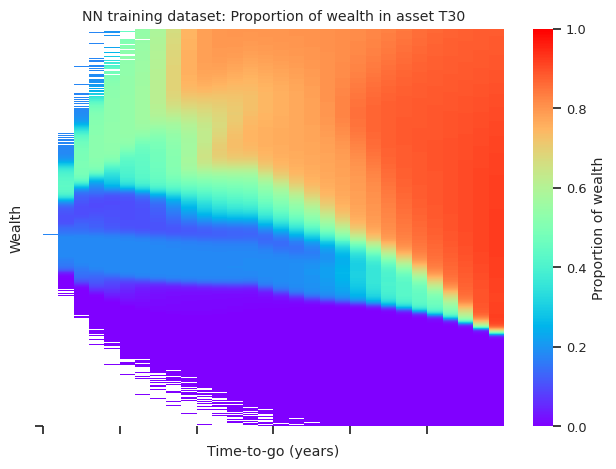 NN training dataset: Proportion of wealth in asset T30
Wealth
Time-to-go (years)
1.0
0.8
0.6
0.4
0.2
0.0
Proportion of wealth